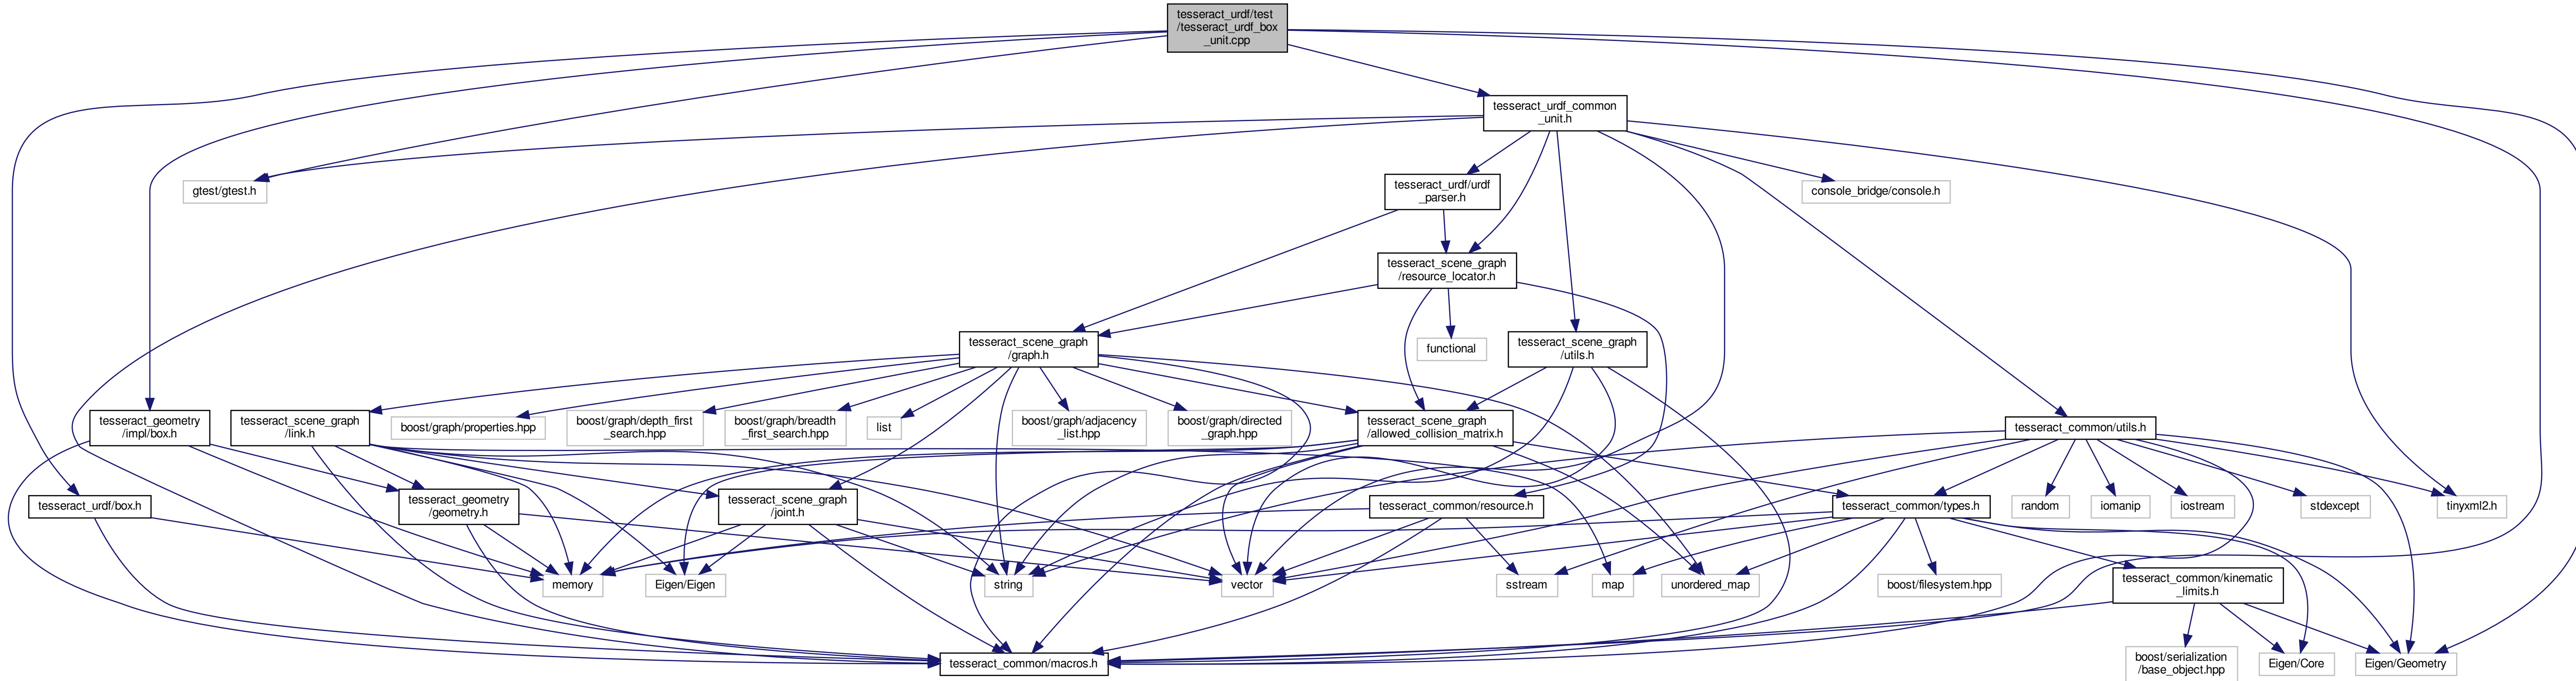 tesseract_urdf/test
/tesseract_urdf_box
_unit.cpp
tesseract_urdf_common
_unit.h
gtest/gtest.h
tesseract_urdf/urdf
_parser.h
console_bridge/console.h
tesseract_scene_graph
/resource_locator.h
tesseract_scene_graph
/graph.h
functional
tesseract_scene_graph
/utils.h
tesseract_geometry
/impl/box.h
tesseract_scene_graph
/link.h
boost/graph/properties.hpp
boost/graph/depth_first
_search.hpp
boost/graph/breadth
_first_search.hpp
list
boost/graph/adjacency
_list.hpp
boost/graph/directed
_graph.hpp
tesseract_scene_graph
/allowed_collision_matrix.h
tesseract_common/utils.h
tesseract_urdf/box.h
tesseract_geometry
/geometry.h
tesseract_scene_graph
/joint.h
tesseract_common/resource.h
tesseract_common/types.h
random
iomanip
iostream
stdexcept
tinyxml2.h
memory
Eigen/Eigen
string
vector
sstream
map
unordered_map
boost/filesystem.hpp
tesseract_common/kinematic
_limits.h
tesseract_common/macros.h
boost/serialization
/base_object.hpp
Eigen/Core
Eigen/Geometry